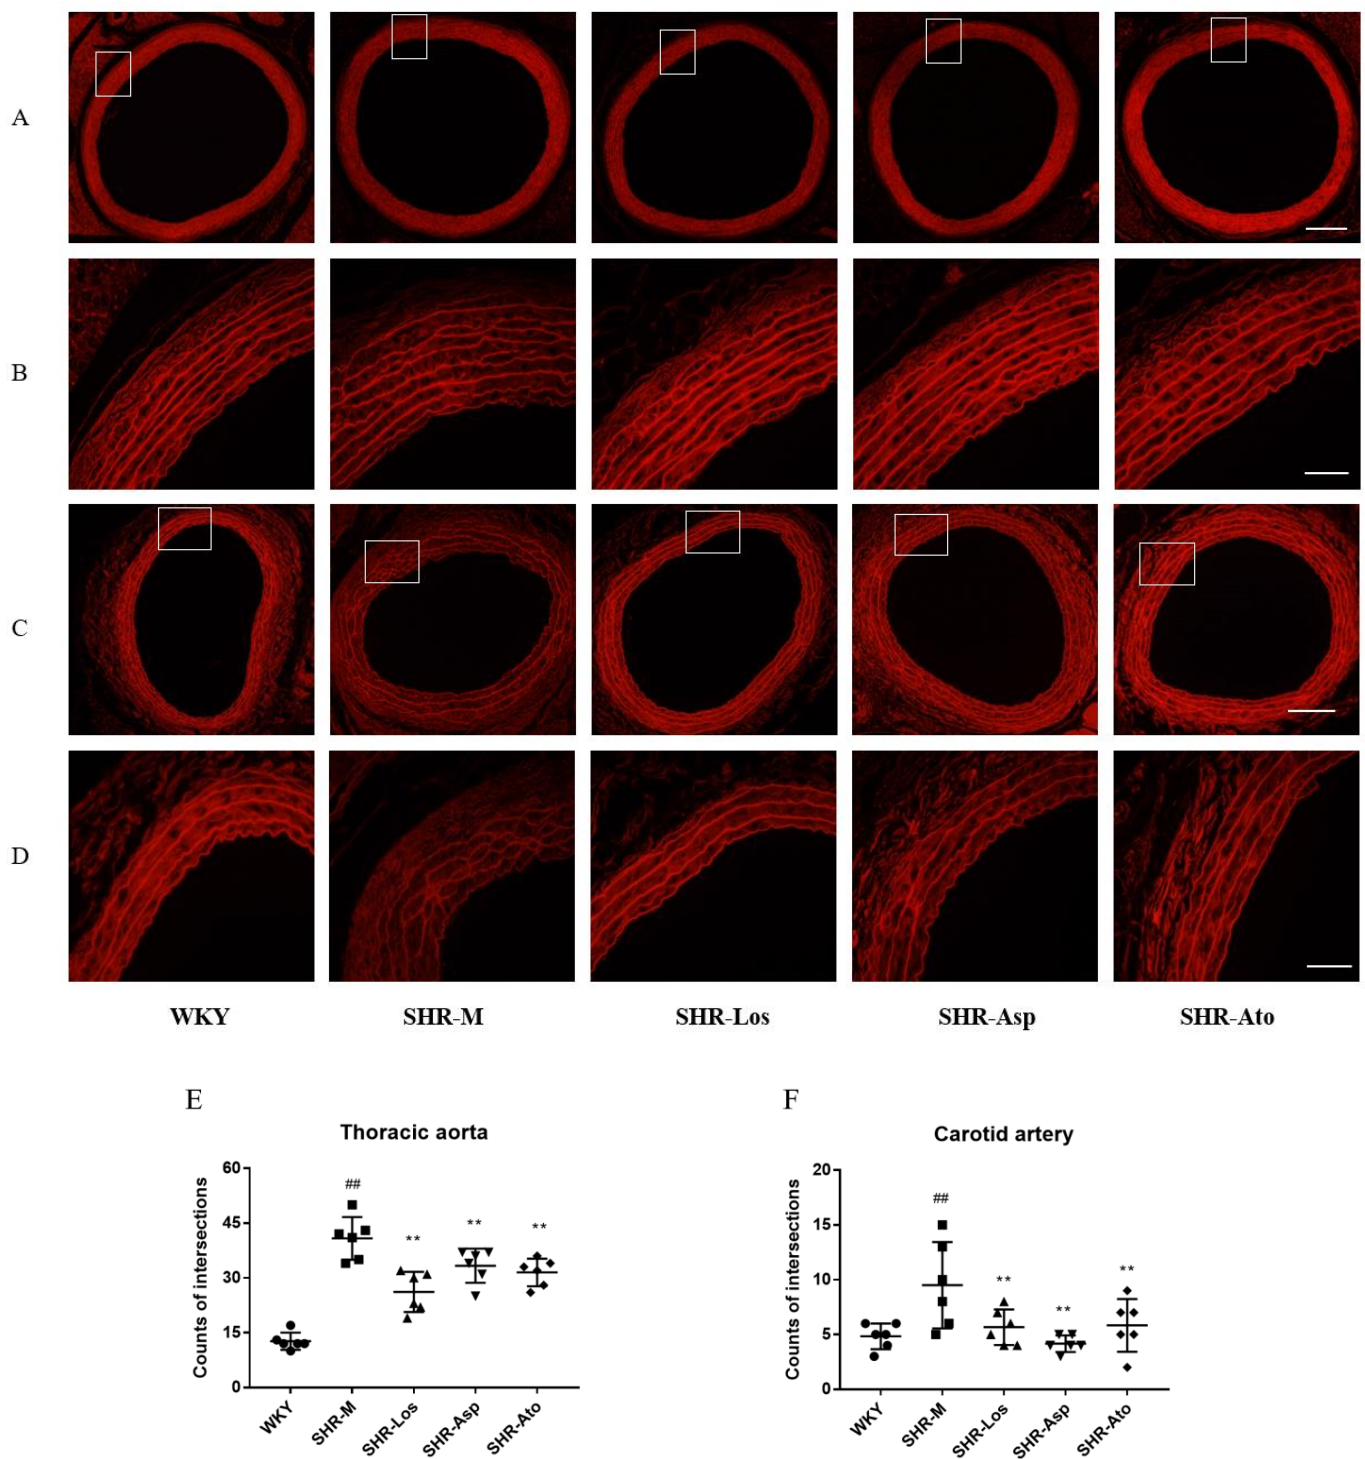 A
B
C
D
WKY SHR-M SHR-Los SHR-Asp SHR-Ato
E
Thoracic aorta
Counts of intersections
60
45
30
15
0
##
**
**
**
WKY SHR-M SHR-Los SHR-Asp SHR-Ato
F
Carotid artery
Counts of intersections
20
15
10
5
0
##
**
**
**
WKY SHR-M SHR-Los SHR-Asp SHR-Ato